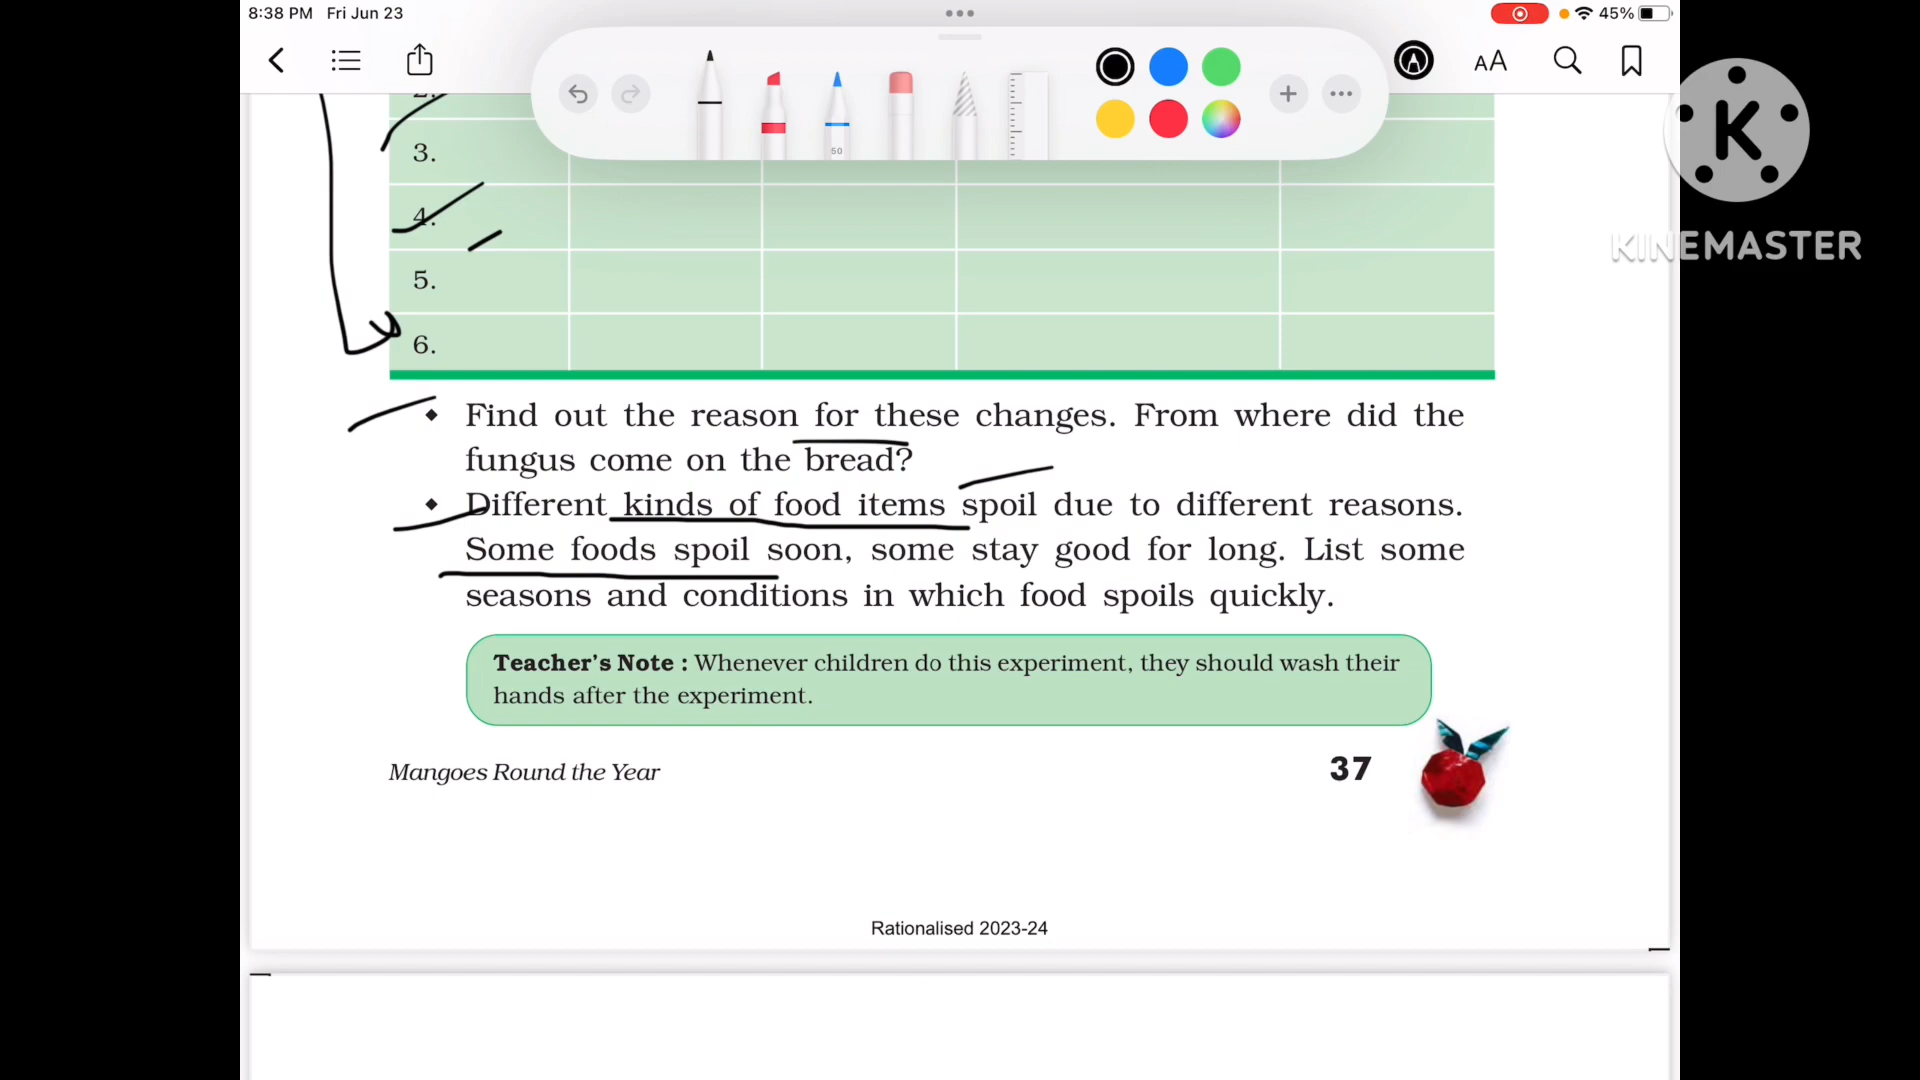 8:38 PM Fri Jun 23
45%
AA
50
K
KINEMASTER
3.
4.
5.
6.
Find out the reason for these changes. From where did the
fungus come on the bread?
Different kinds of food items spoil due to different reasons.
Some foods spoil soon, some stay good for long. List some
seasons and conditions in which food spoils quickly.
Teacher's Note : Whenever children do this experiment, they should wash their
hands after the experiment.
Mangoes Round the Year
37
Rationalised 2023-24